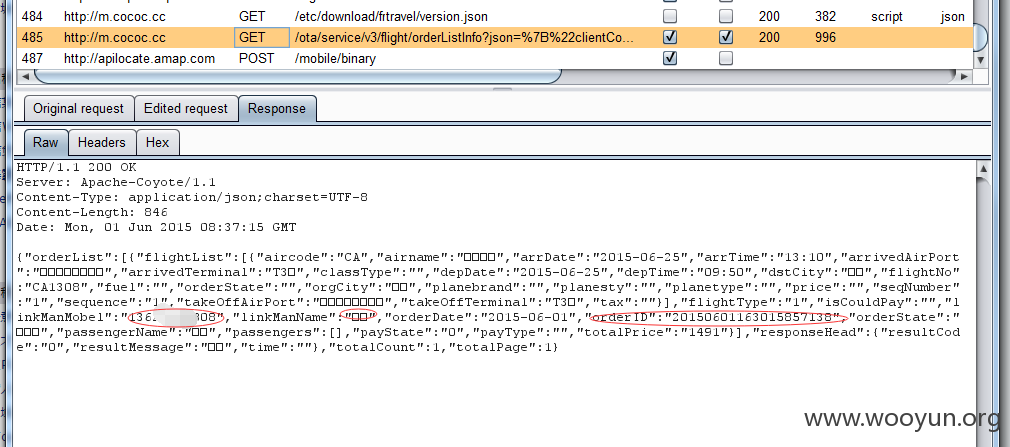 484 http://m.cococ.cc GET /etc/download/frtravel/version.json 200 382 script json
485 http://m.cococ.cc GET /ota/service/v3/flight/orderListInfo?json=%7B%22clientCo... 200 996
487 http://apilocate.amap.com POST /mobile/binary
Original request Edited request Response
Raw Headers Hex
HTTP/1.1 200 OK
Server: Apache-Coyote/1.1
Content-Type: application/json;charset=UTF-8
Content-Length: 846
Date: Mon, 01 Jun 2015 08:37:15 GMT
{"orderList":[{"flightList":[{"aircode":"CA","airname":"□□□□","arrDate":"2015-06-25","arrTime":"13:10","arrivedAirPort
":"□□□□□□□□□","arrivedTerminal":"T3□","classType":"","depDate":"2015-06-25","depTime":"09:50","dstCity":"□□","flightNo
":"CA1308","fuel":"","orderState":"","orgCity":"□□","planebrand":"","planesty":"","planetype":"","price":"","seqNumber
":"1","sequence":"1","takeOffAirPort":"□□□□□□□□□","takeOffTerminal":"T3□","tax":""}],"flightType":"1","isCouldPay":"","l
inkManMobel":"136 308","linkManName":"□□","orderDate":"2015-06-01","orderID":"20150601163015857138","orderState":"
□□□","passengerName":"□□","passengers":[],"payState":"0","payType":"","totalPrice":"1491"}],"responseHead":{"resultCod
e":"0","resultMessage":"□□","time":""},"totalCount":1,"totalPage":1}
www.wooyun.org